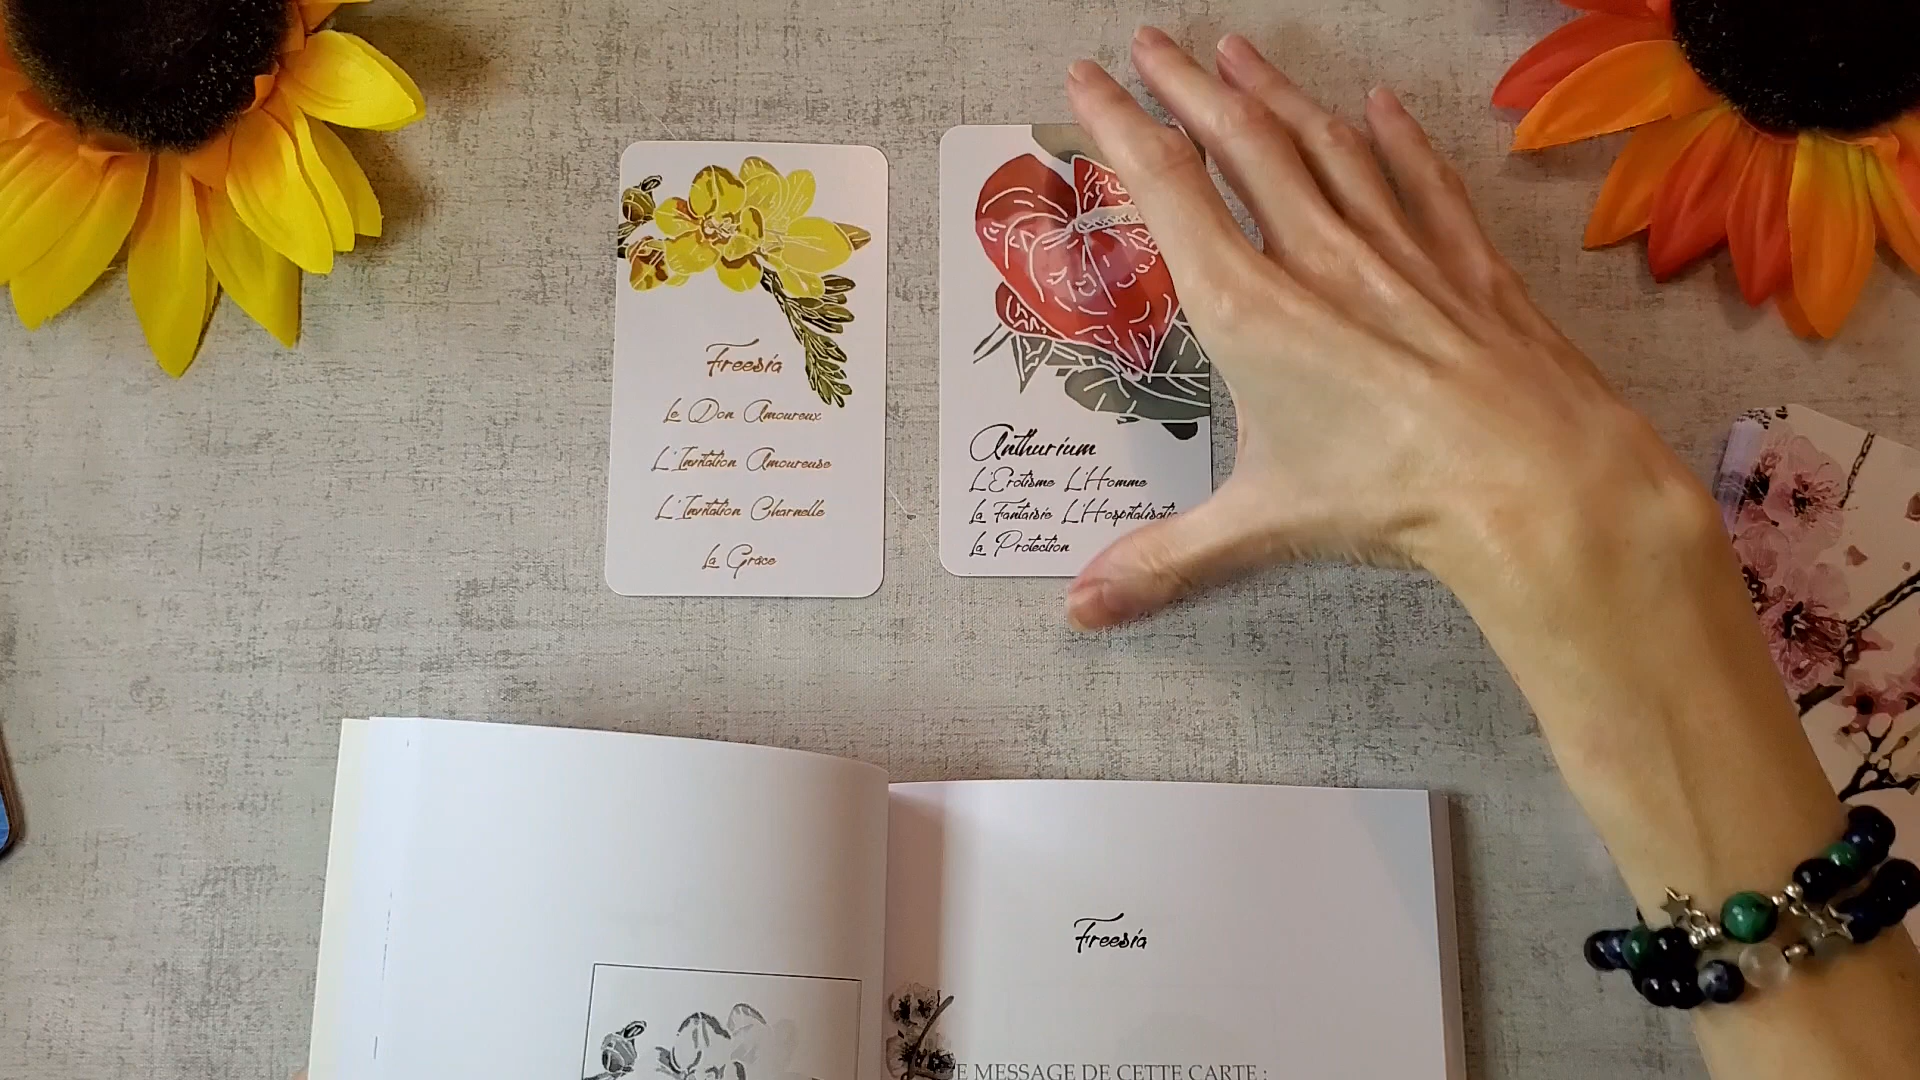 Freesia
Le Don Amoureux
L'Invitation Amoureuse
L'Invitation Charnelle
La Grâce
Anthurium
L'Erotisme L'Homme
La Fantaisie
La Protection
Freesia
MESSAGE DE CETTE CARTE :